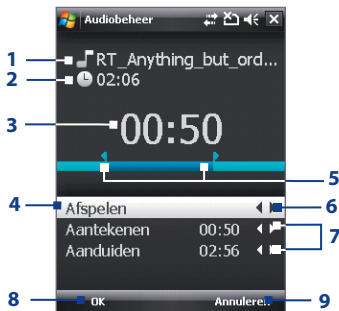 Audiobeheer
1 RT_Anything_but_ord...
2 02:06
3 00:50
5
4 Afspelen 6
Aantekenen 00:50
7
Aanduiden 02:56
8 OK Annuleren 9